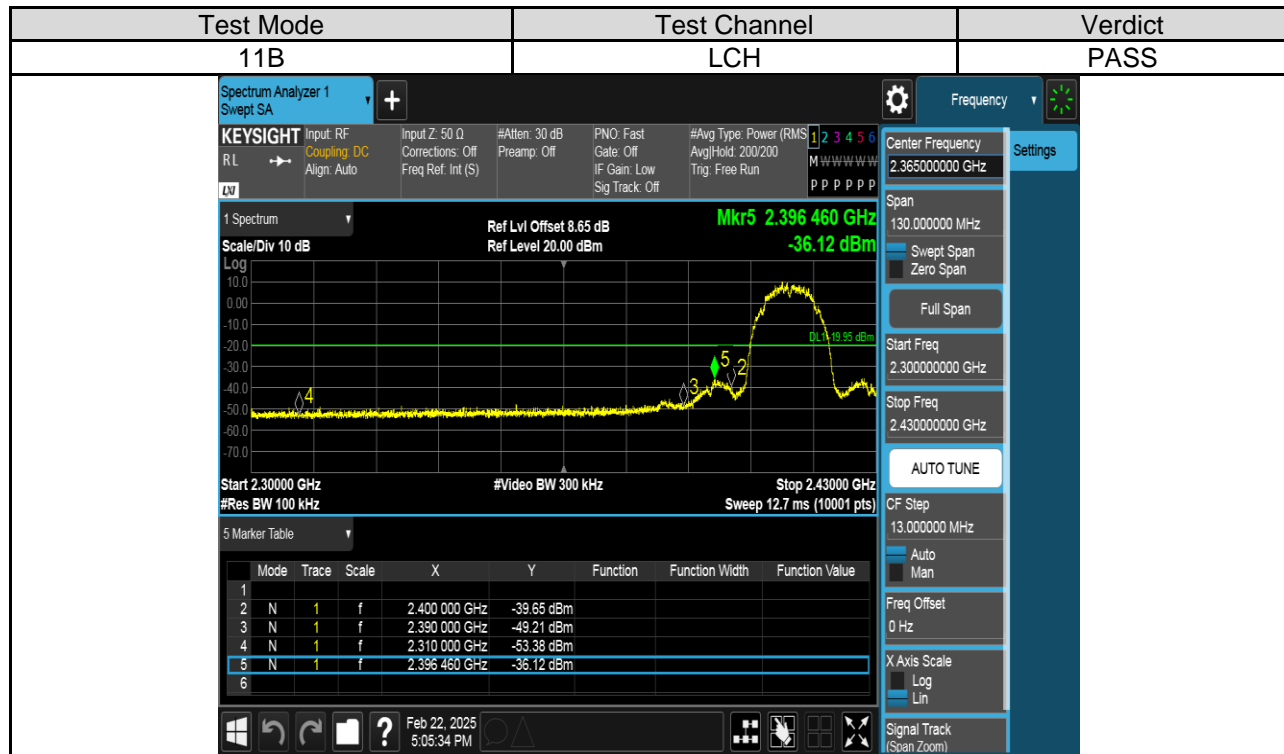 Test Mode Test Channel Verdict
11B LCH PASS
Spectrum Analyzer 1
Swept SA
+
Frequency
KEYSIGHT
RL
LXI
Input: RF
Coupling: DC
Align: Auto
Input Z: 50 Ω
Corrections: Off
Freq Ref: Int (S)
#Atten: 30 dB
Preamp: Off
PNO: Fast
Gate: Off
IF Gain: Low
Sig Track: Off
#Avg Type: Power (RMS
Avg|Hold: 200/200
Trig: Free Run
1 2 3 4 5 6
M W W W W W
P P P P P P
1 Spectrum
Scale/Div 10 dB
Ref Lvl Offset 8.65 dB
Ref Level 20.00 dBm
Mkr5 2.396 460 GHz
-36.12 dBm
Log
10.0
0.00
-10.0
-20.0
-30.0
-40.0
-50.0
-60.0
-70.0
DL1 -19.95 dBm
4
3
5
2
Start 2.30000 GHz
#Res BW 100 kHz
#Video BW 300 kHz
Stop 2.43000 GHz
Sweep 12.7 ms (10001 pts)
5 Marker Table
Mode Trace Scale X Y Function Function Width Function Value
1
2 N 1 f 2.400 000 GHz -39.65 dBm
3 N 1 f 2.390 000 GHz -49.21 dBm
4 N 1 f 2.310 000 GHz -53.38 dBm
5 N 1 f 2.396 460 GHz -36.12 dBm
6
?
Feb 22, 2025
5:05:34 PM
Center Frequency
2.365000000 GHz
Settings
Span
130.000000 MHz
Swept Span
Zero Span
Full Span
Start Freq
2.300000000 GHz
Stop Freq
2.430000000 GHz
AUTO TUNE
CF Step
13.000000 MHz
Auto
Man
Freq Offset
0 Hz
X Axis Scale
Log
Lin
Signal Track
(Span Zoom)